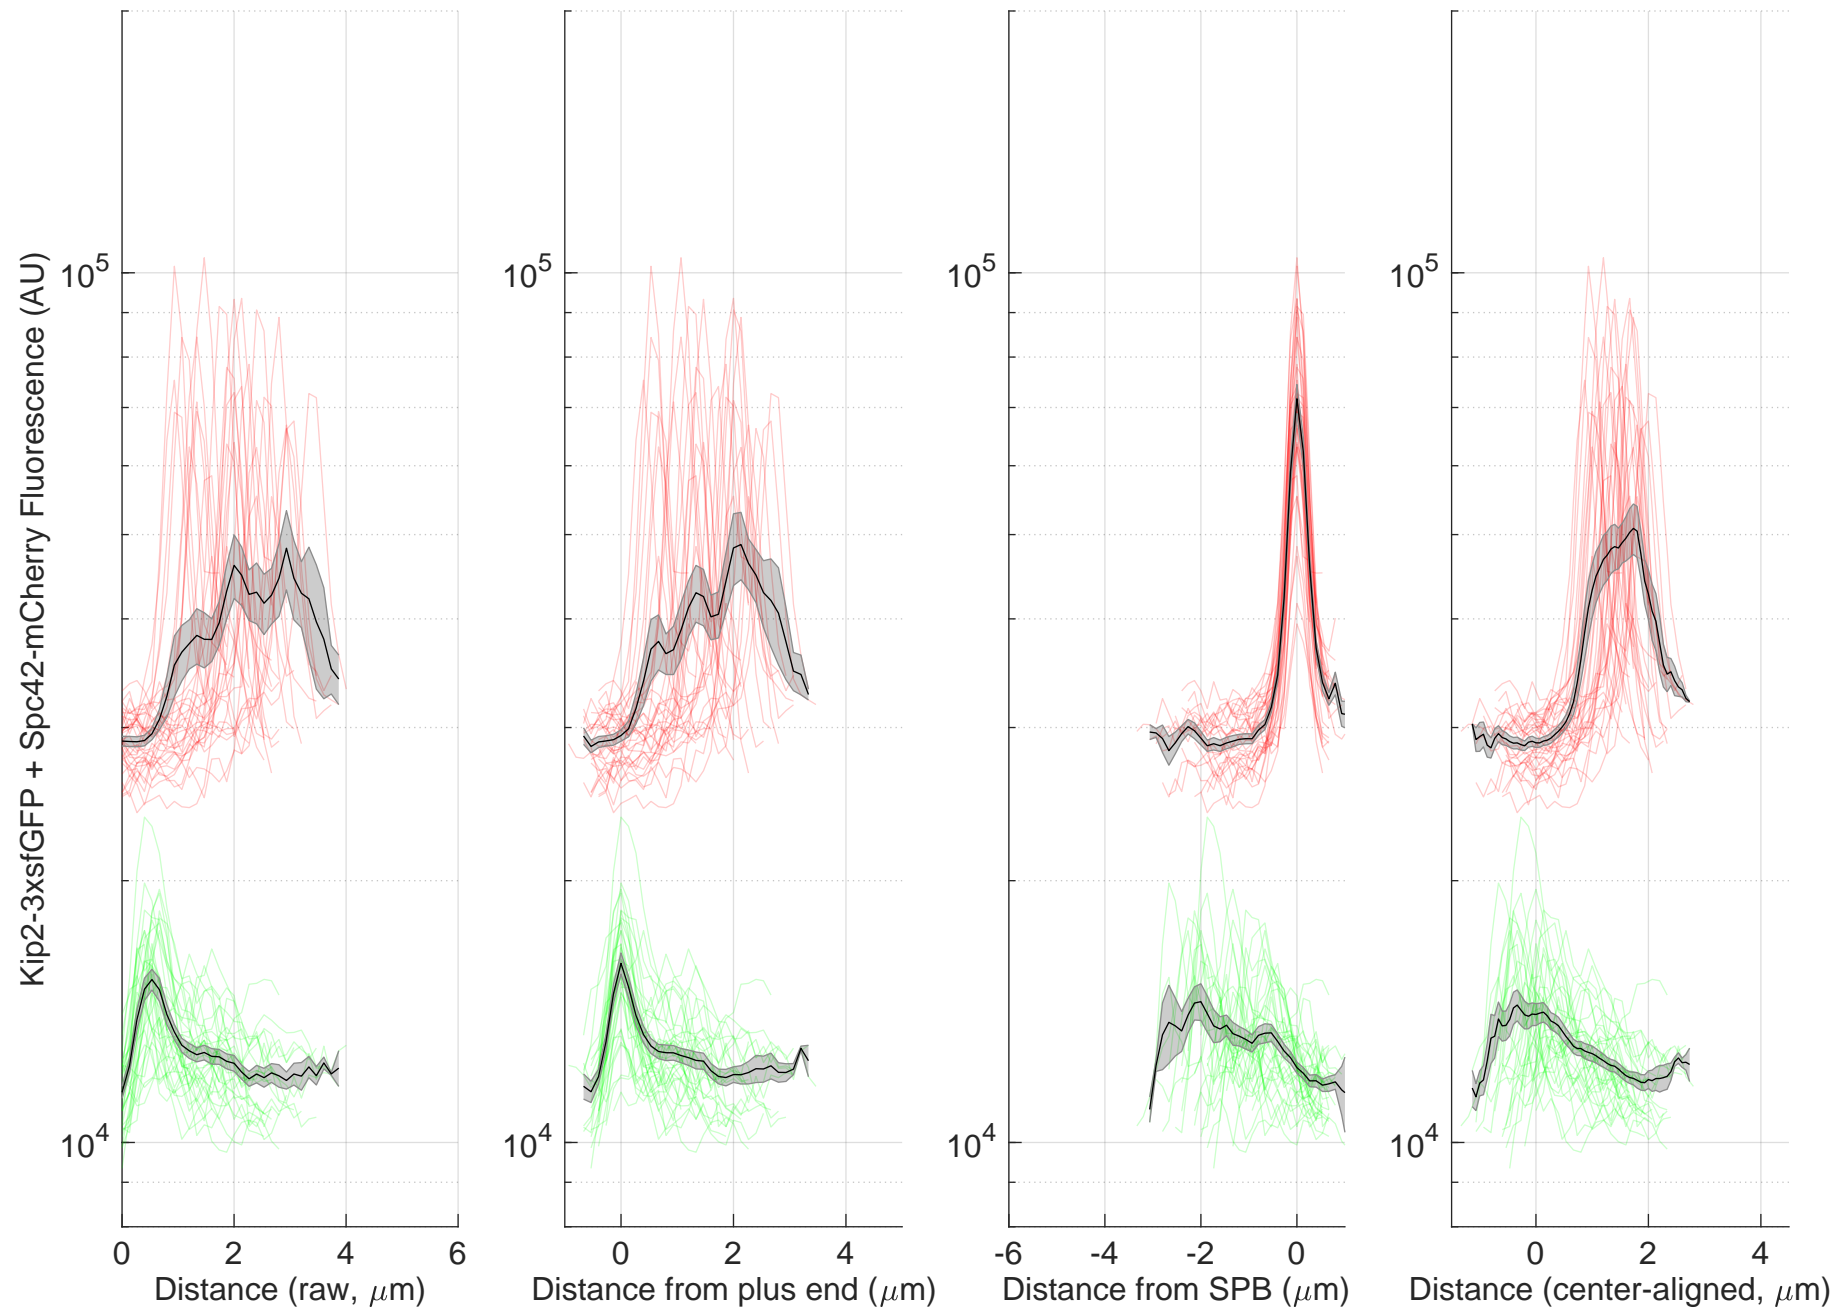 Kip2-3xsfGFP + Spc42-mCherry Fluorescence (AU)
10^5
10^4
0 2 4 6
Distance (raw, μm)
10^5
10^4
0 2 4
Distance from plus end (μm)
10^5
10^4
-6 -4 -2 0
Distance from SPB (μm)
10^5
10^4
0 2 4
Distance (center-aligned, μm)